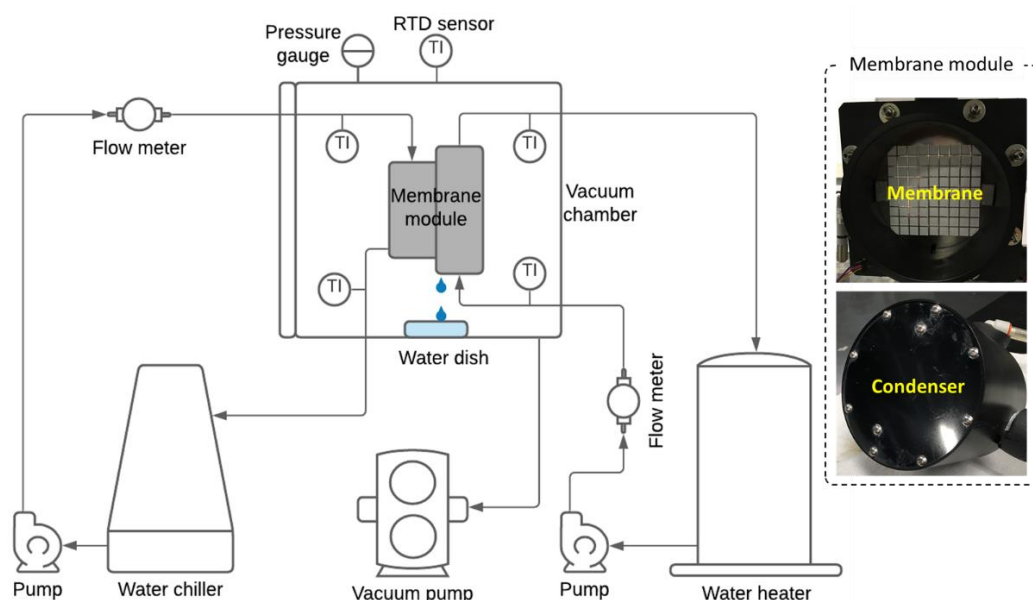 Pressure
gauge
RTD sensor
TI
Membrane module
Flow meter
TI
TI
Membrane
module
Vacuum
chamber
Membrane
TI
TI
Water dish
Flow meter
Condenser
Pump
Water chiller
Vacuum pump
Pump
Water heater